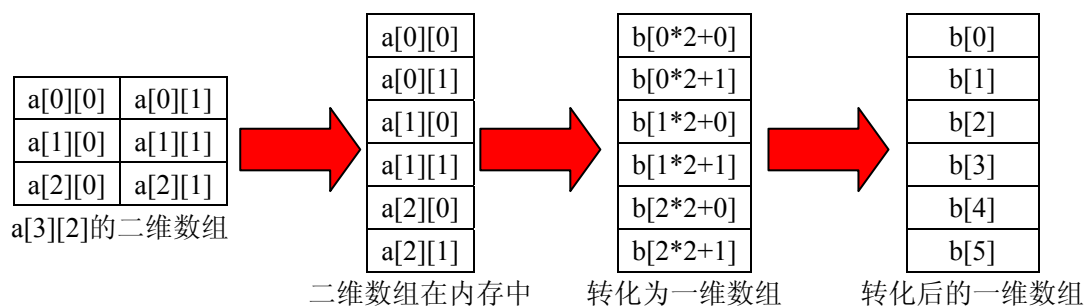 a[0][0] a[0][1]
a[1][0] a[1][1]
a[2][0] a[2][1]
a[3][2]的二维数组
a[0][0]
a[0][1]
a[1][0]
a[1][1]
a[2][0]
a[2][1]
二维数组在内存中
b[0*2+0]
b[0*2+1]
b[1*2+0]
b[1*2+1]
b[2*2+0]
b[2*2+1]
转化为一维数组
b[0]
b[1]
b[2]
b[3]
b[4]
b[5]
转化后的一维数组